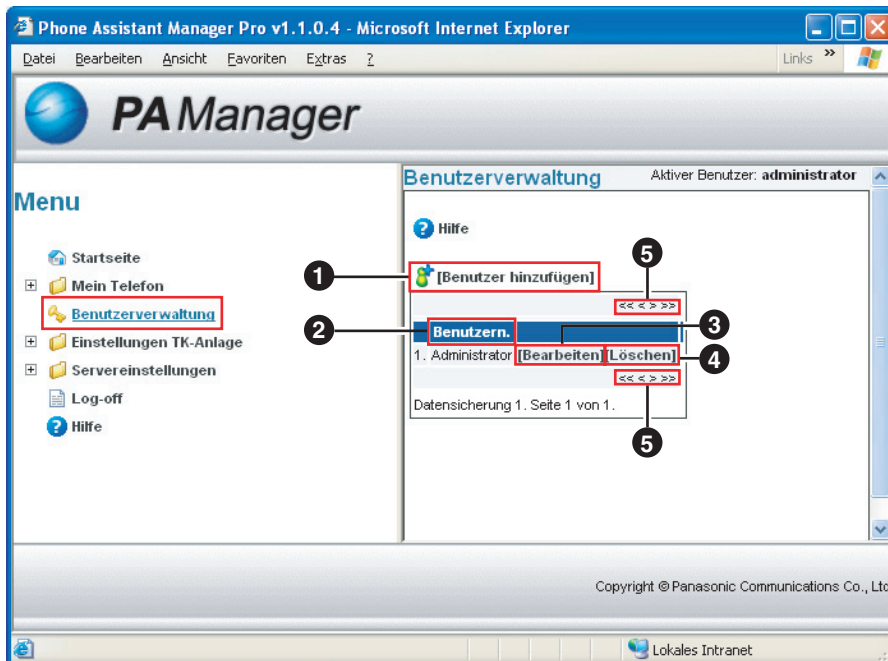 Phone Assistant Manager Pro v1.1.0.4 - Microsoft Internet Explorer
Datei Bearbeiten Ansicht Favoriten Extras ? Links »
PA Manager
Menu
Startseite
Mein Telefon
Benutzerverwaltung
Einstellungen TK-Anlage
Servereinstellungen
Log-off
Hilfe
Benutzerverwaltung Aktiver Benutzer: administrator
Hilfe
1 [Benutzer hinzufügen] 5
<< < > >>
2 Benutzern. 3
1. Administrator [Bearbeiten] [Löschen] 4
<< < > >>
Datensicherung 1. Seite 1 von 1. 5
Copyright © Panasonic Communications Co., Ltd
Lokales Intranet